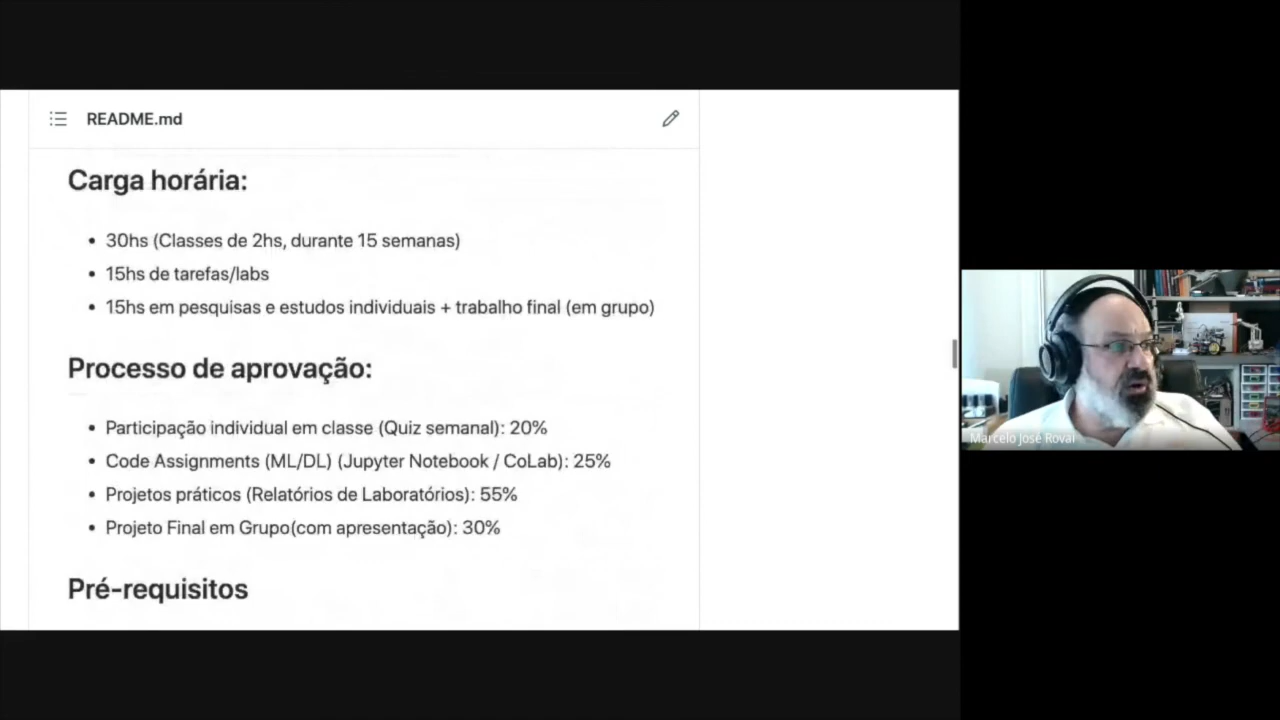 README.md
Carga horária:
30hs (Classes de 2hs, durante 15 semanas)
15hs de tarefas/labs
15hs em pesquisas e estudos individuais + trabalho final (em grupo)
Processo de aprovação:
Participação individual em classe (Quiz semanal): 20%
Code Assignments (ML/DL) (Jupyter Notebook / CoLab): 25%
Projetos práticos (Relatórios de Laboratórios): 55%
Projeto Final em Grupo(com apresentação): 30%
Pré-requisitos
Marcelo José Rovai